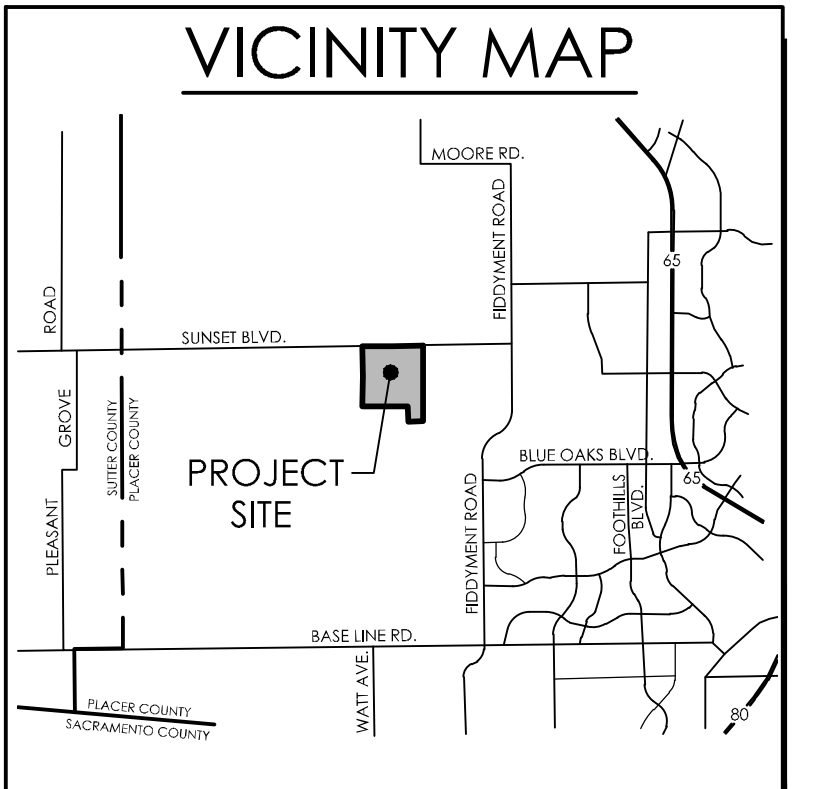 VICINITY MAP
MOORE RD.
FIDDYMENT ROAD
65
ROAD
SUNSET BLVD.
GROVE
SUTTER COUNTY
PLACER COUNTY
PROJECT
SITE
BLUE OAKS BLVD.
65
FOOTHILLS
BLVD.
PLEASANT
FIDDYMENT ROAD
BASE LINE RD.
WATT AVE.
PLACER COUNTY
SACRAMENTO COUNTY
80